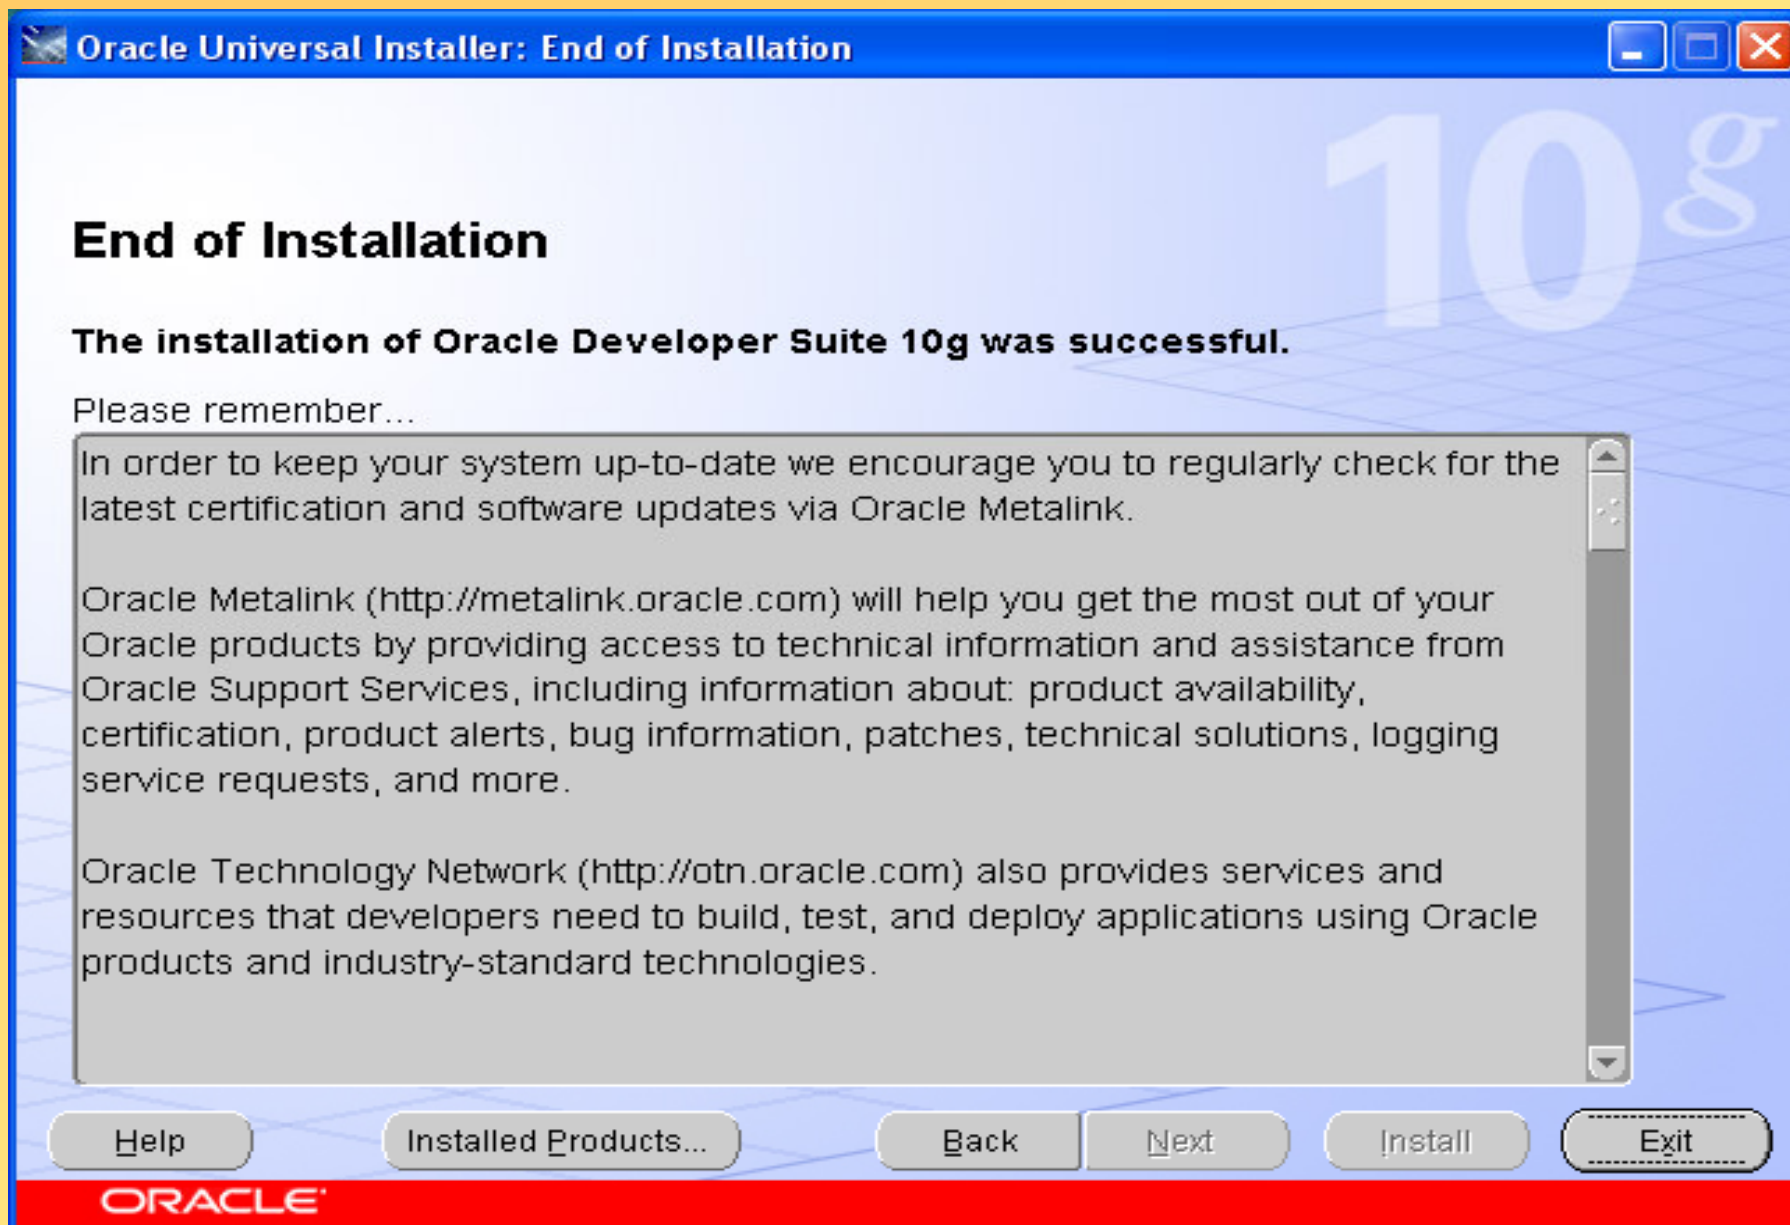 Oracle Universal Installer: End of Installation
10g
End of Installation
The installation of Oracle Developer Suite 10g was successful.
Please remember...
In order to keep your system up-to-date we encourage you to regularly check for the
latest certification and software updates via Oracle Metalink.
Oracle Metalink (http://metalink.oracle.com) will help you get the most out of your
Oracle products by providing access to technical information and assistance from
Oracle Support Services, including information about: product availability,
certification, product alerts, bug information, patches, technical solutions, logging
service requests, and more.
Oracle Technology Network (http://otn.oracle.com) also provides services and
resources that developers need to build, test, and deploy applications using Oracle
products and industry-standard technologies.
Help Installed Products... Back Next Install Exit
ORACLE